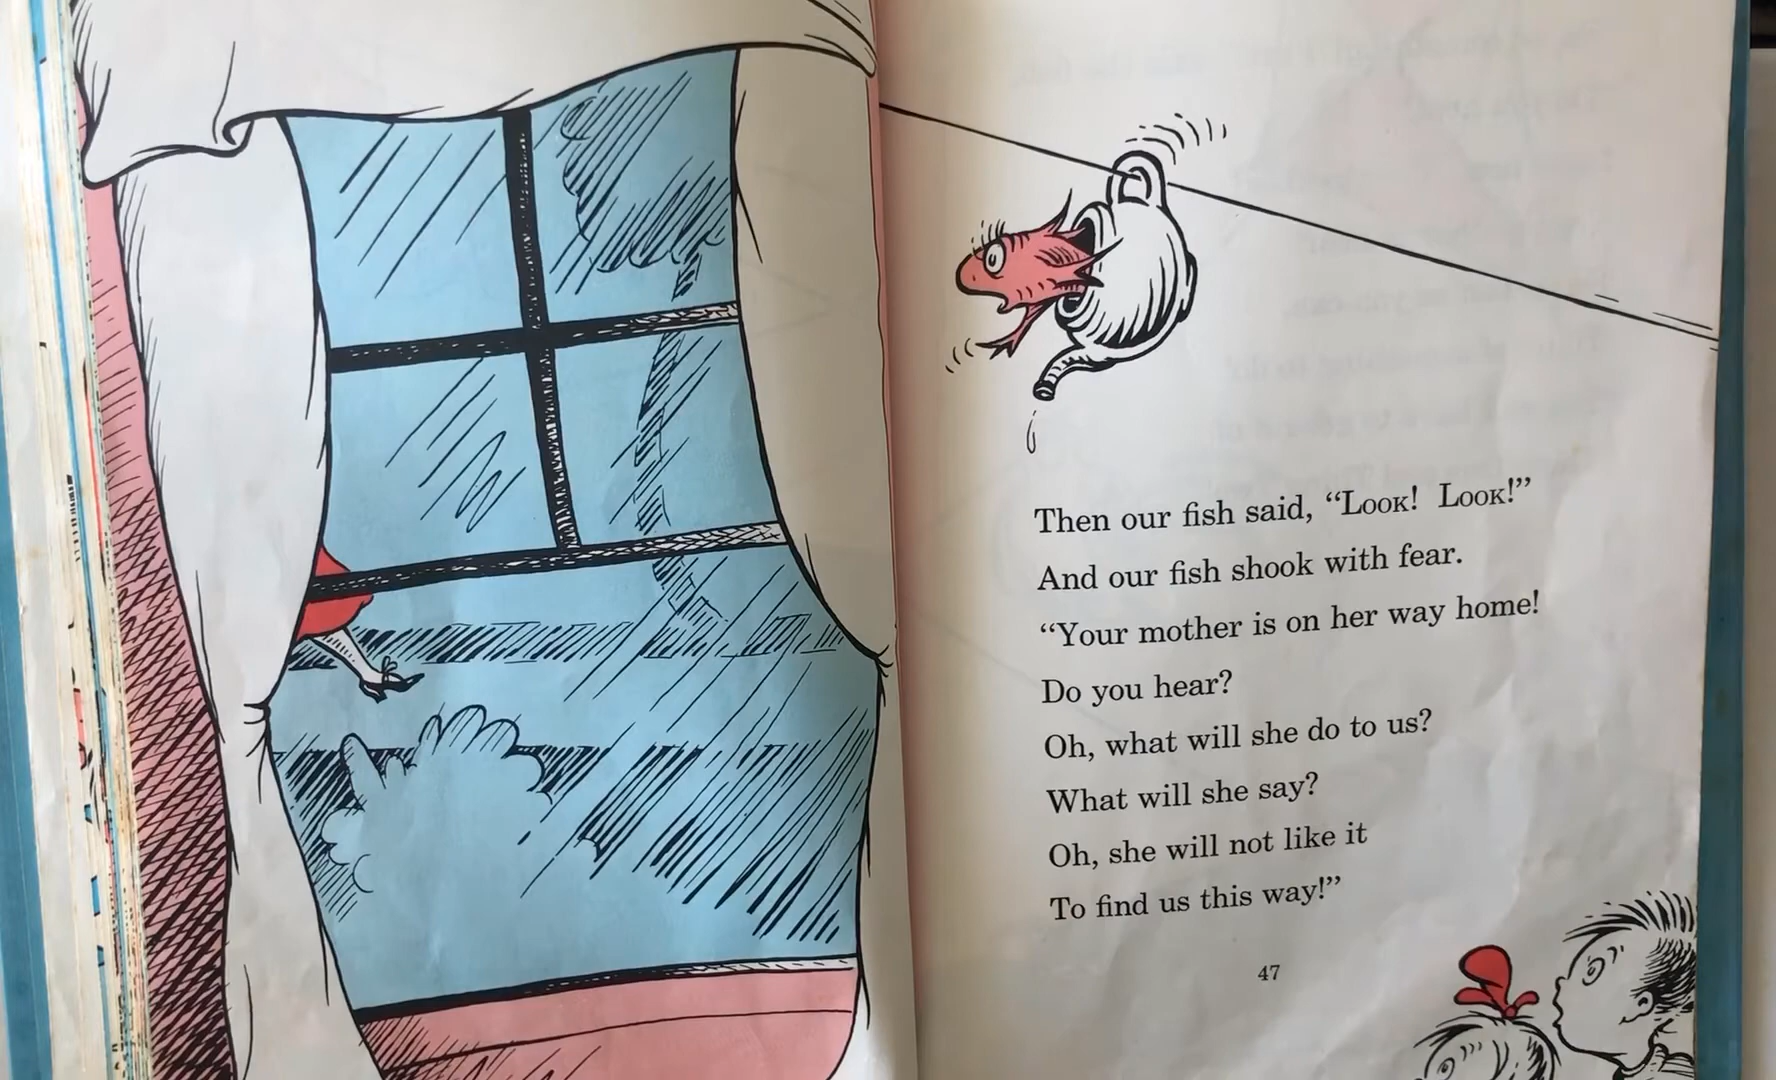 Then our fish said, “LOOK! LOOK!”
And our fish shook with fear.
“Your mother is on her way home!
Do you hear?
Oh, what will she do to us?
What will she say?
Oh, she will not like it
To find us this way!”
47